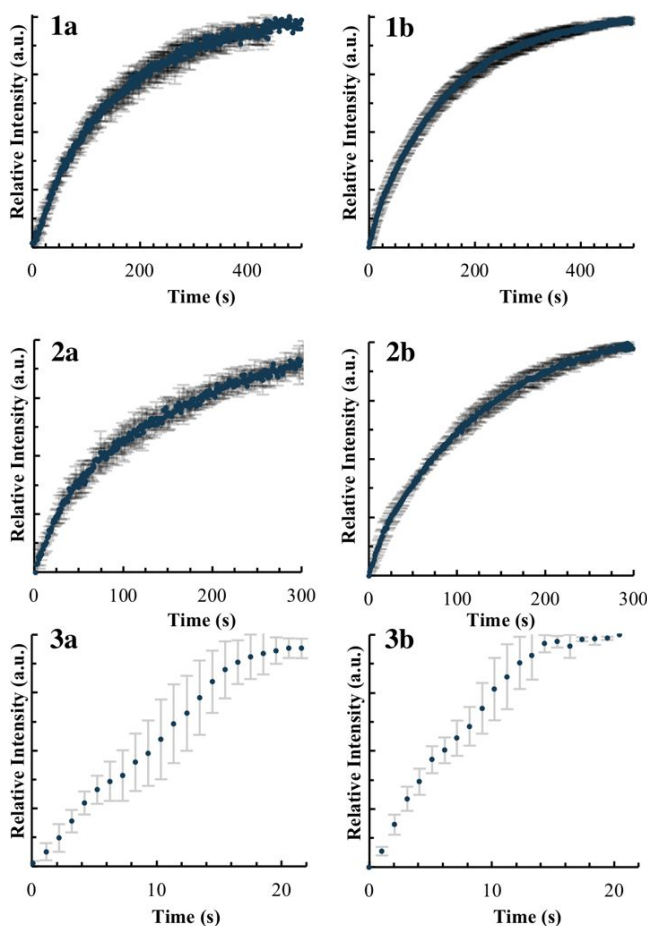 1a
Relative Intensity (a.u.)
0 200 400
Time (s)
1b
Relative Intensity (a.u.)
0 200 400
Time (s)
2a
Relative Intensity (a.u.)
0 100 200 300
Time (s)
2b
Relative Intensity (a.u.)
0 100 200 300
Time (s)
3a
Relative Intensity (a.u.)
0 10 20
Time (s)
3b
Relative Intensity (a.u.)
0 10 20
Time (s)